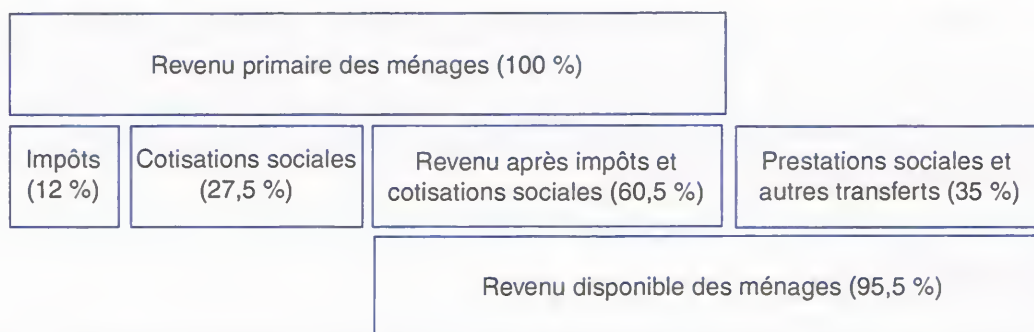 Revenu primaire des ménages (100 %)
Impôts
(12 %)
Cotisations sociales
(27,5 %)
Revenu après impôts et
cotisations sociales (60,5 %)
Prestations sociales et
autres transferts (35 %)
Revenu disponible des ménages (95,5 %)